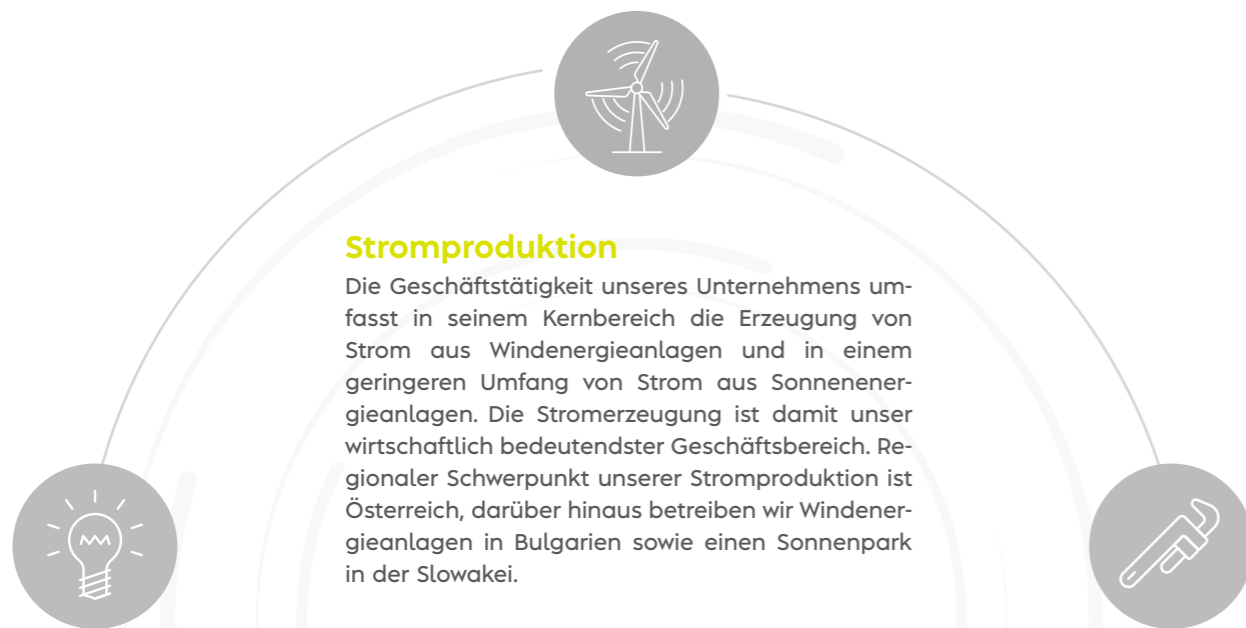 Stromproduktion
Die Geschäftstätigkeit unseres Unternehmens um-
fasst in seinem Kernbereich die Erzeugung von
Strom aus Windenergieanlagen und in einem
geringeren Umfang von Strom aus Sonnenener-
gieanlagen. Die Stromerzeugung ist damit unser
wirtschaftlich bedeutendster Geschäftsbereich. Re-
gionaler Schwerpunkt unserer Stromproduktion ist
Österreich, darüber hinaus betreiben wir Windener-
gieanlagen in Bulgarien sowie einen Sonnenpark
in der Slowakei.